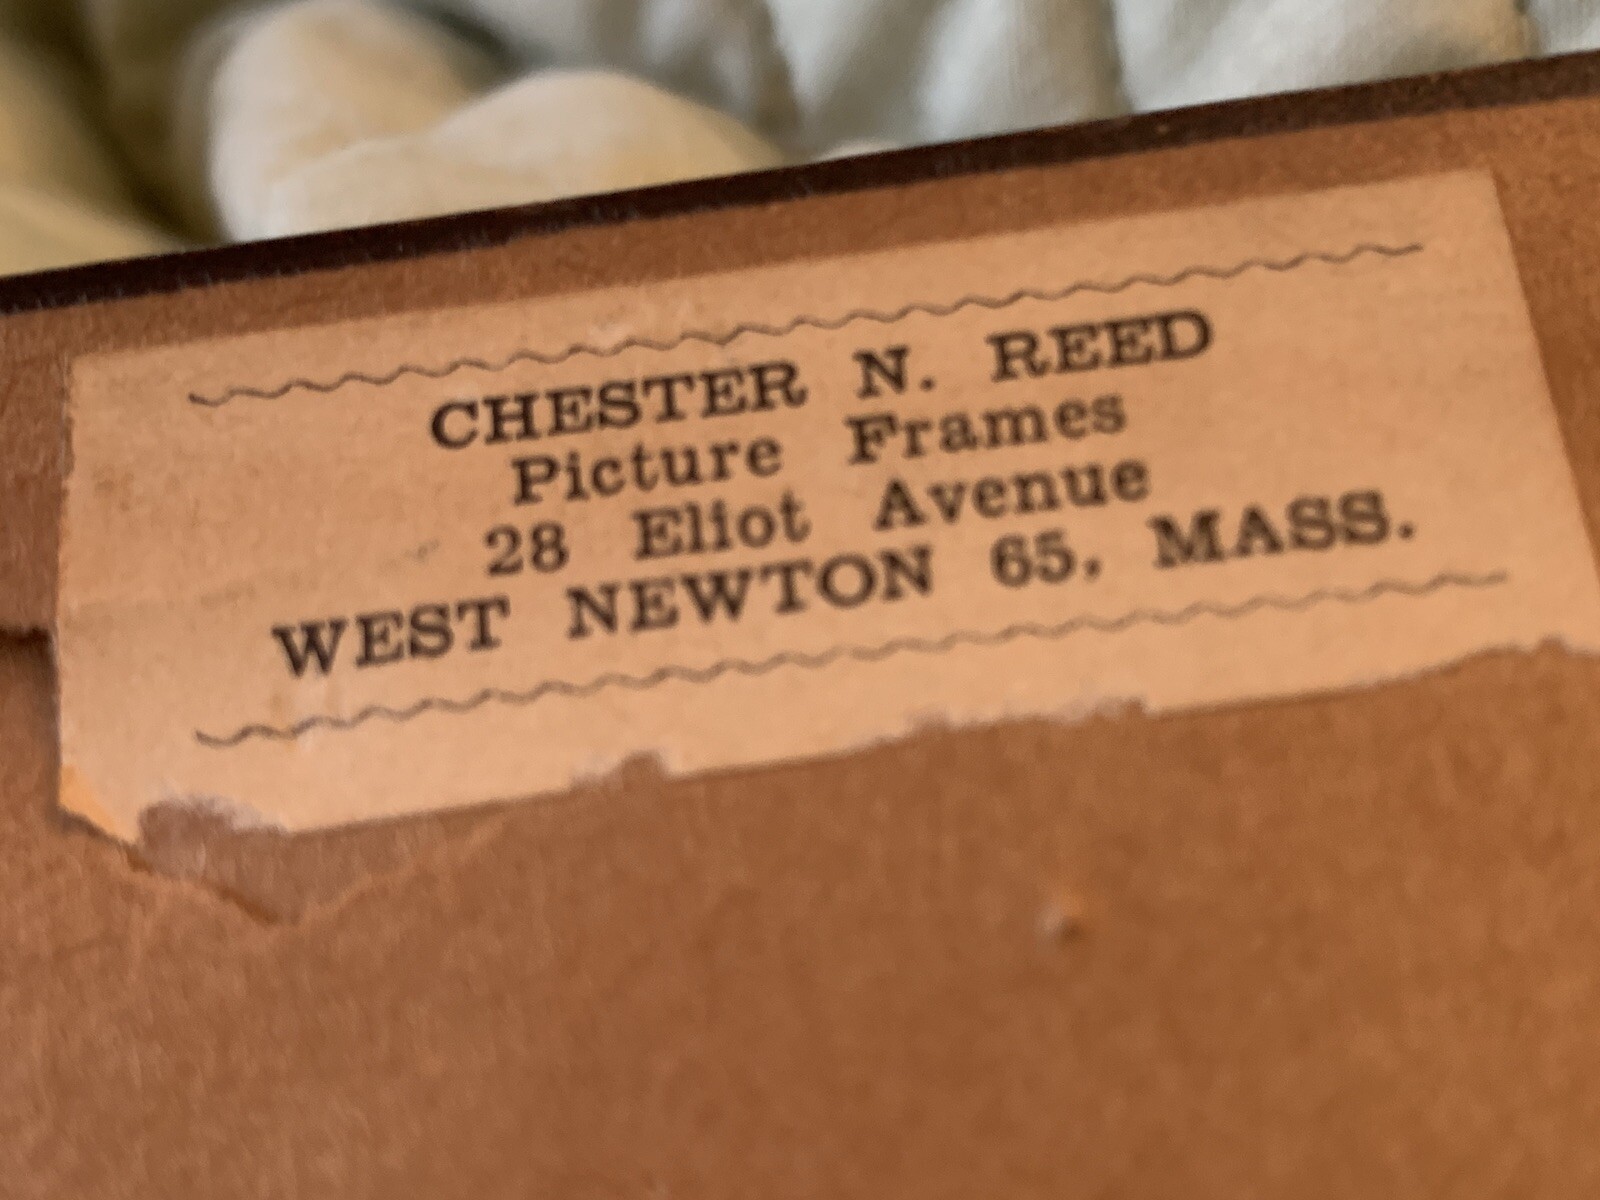 CHESTER N. REED
Picture Frames
28 Eliot Avenue
WEST NEWTON 65, MASS.